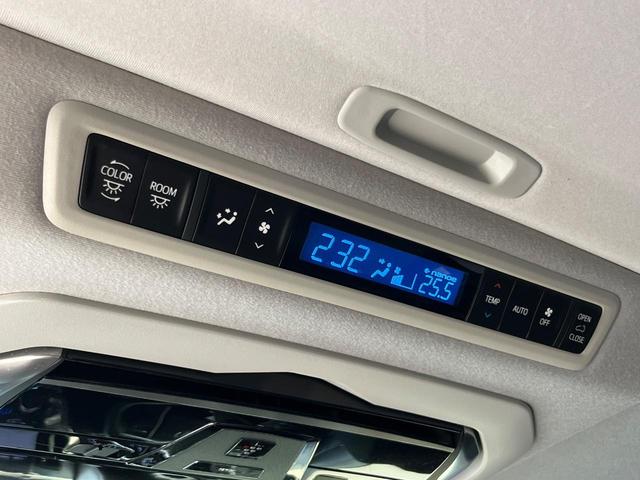 COLOR
ROOM
232
nanoe
25.5
TEMP
AUTO
OFF
OPEN
CLOSE